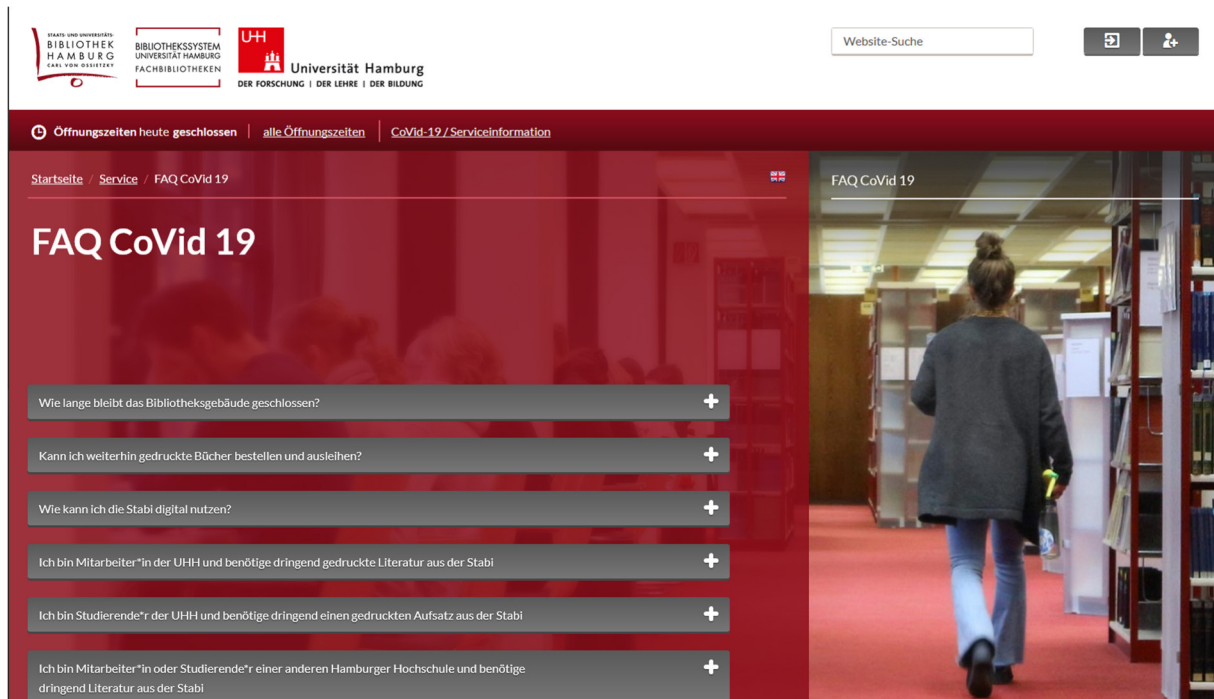 STAATS- UND UNIVERSITÄTS-
BIBLIOTHEK
HAMBURG
CARL VON OSSIETZKY
BIBLIOTHEKSSYSTEM
UNIVERSITÄT HAMBURG
FACHBIBLIOTHEKEN
UHH
Universität Hamburg
DER FORSCHUNG | DER LEHRE | DER BILDUNG
Website-Suche
Öffnungszeiten heute geschlossen | alle Öffnungszeiten | CoVid-19 / Serviceinformation
Startseite / Service / FAQ CoVid 19
FAQ CoVid 19
FAQ CoVid 19
Wie lange bleibt das Bibliotheksgebäude geschlossen?
Kann ich weiterhin gedruckte Bücher bestellen und ausleihen?
Wie kann ich die Stabi digital nutzen?
Ich bin Mitarbeiter*in der UHH und benötige dringend gedruckte Literatur aus der Stabi
Ich bin Studierende*r der UHH und benötige dringend einen gedruckten Aufsatz aus der Stabi
Ich bin Mitarbeiter*in oder Studierende*r einer anderen Hamburger Hochschule und benötige
dringend Literatur aus der Stabi